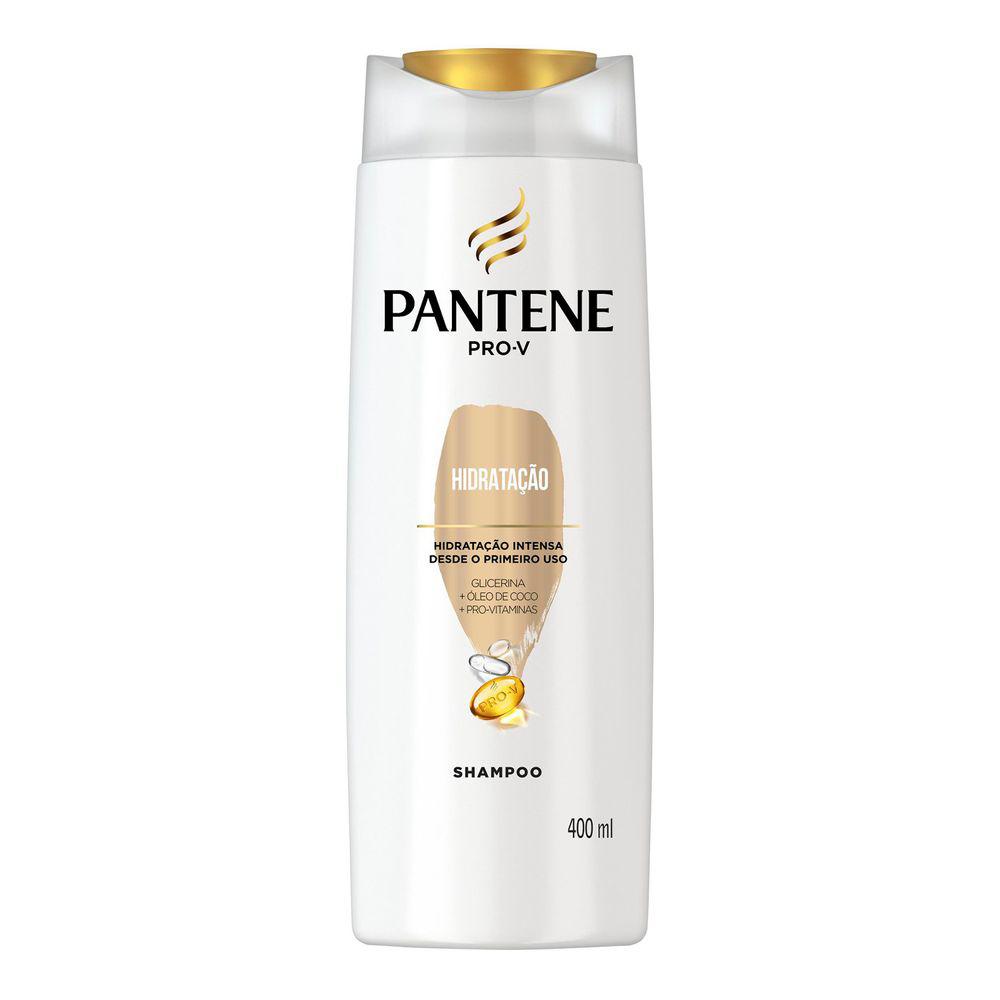 PANTENE
PRO-V
HIDRATAÇÃO
HIDRATAÇÃO INTENSA
DESDE O PRIMEIRO USO
GLICERINA
+ ÓLEO DE COCO
+ PRO-VITAMINAS
PRO-V
SHAMPOO
400 ml